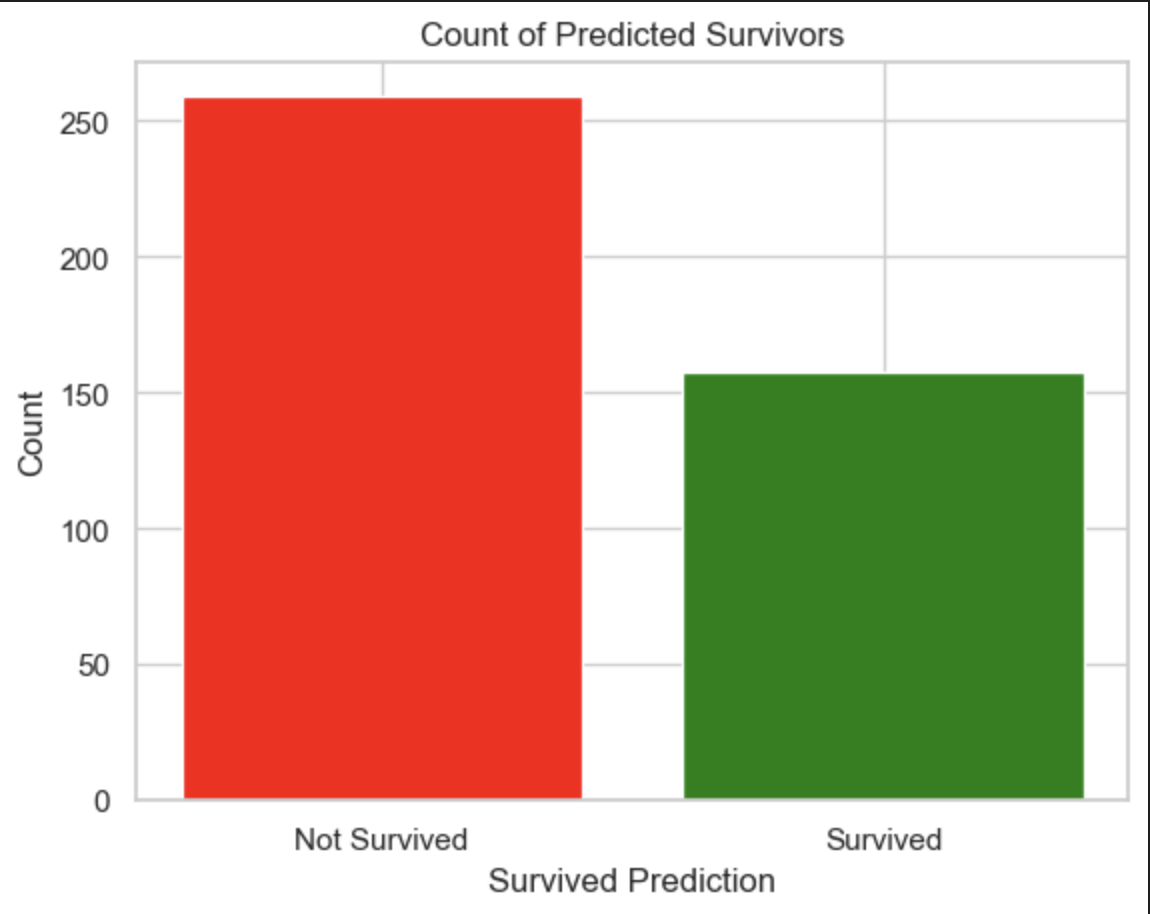 Count of Predicted Survivors
250
200
150
100
50
0
Count
Not Survived
Survived
Survived Prediction